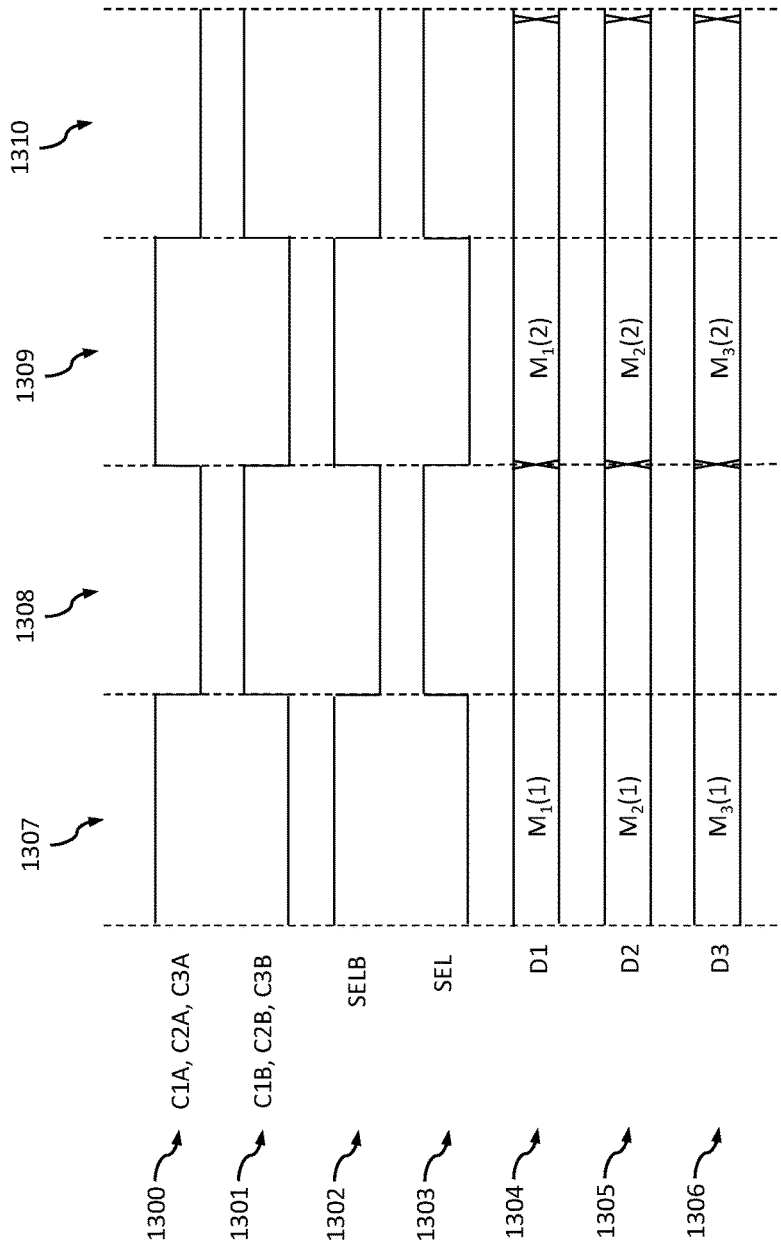 1307
1308
1309
1310
1300
C1A, C2A, C3A
1301
C1B, C2B, C3B
1302
SELB
1303
SEL
1304
D1
M₁(1)
M₁(2)
1305
D2
M₂(1)
M₂(2)
1306
D3
M₃(1)
M₃(2)